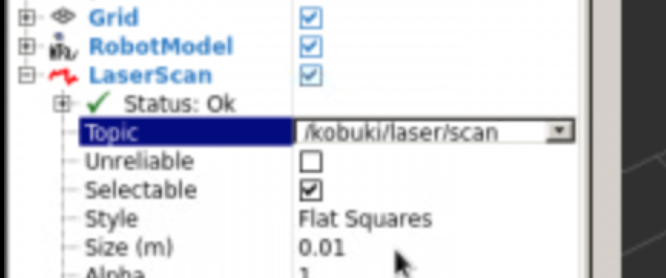 Grid
RobotModel
LaserScan
Status: Ok
Topic /kobuki/laser/scan
Unreliable
Selectable
Style Flat Squares
Size (m) 0.01
Alpha 1